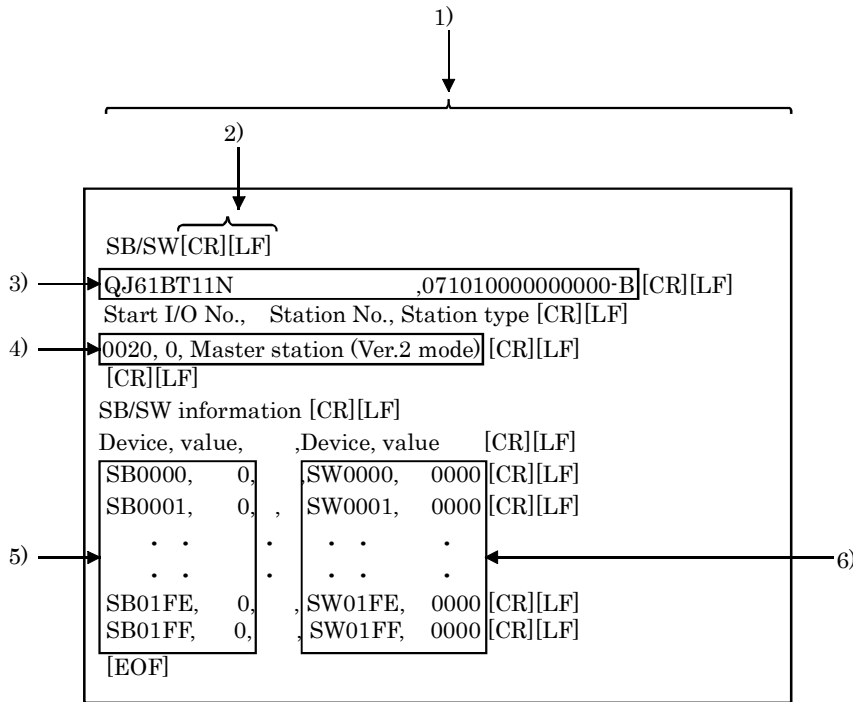 1)
2)
SB/SW[CR][LF]
3) QJ61BT11N ,071010000000000-B [CR][LF]
Start I/O No., Station No., Station type [CR][LF]
4) 0020, 0, Master station (Ver.2 mode) [CR][LF]
[CR][LF]
SB/SW information [CR][LF]
Device, value, ,Device, value [CR][LF]
SB0000, 0, ,SW0000, 0000 [CR][LF]
SB0001, 0, , SW0001, 0000 [CR][LF]
5) . . . . . . 6)
. . . . . .
SB01FE, 0, , SW01FE, 0000 [CR][LF]
SB01FF, 0, , SW01FF, 0000 [CR][LF]
[EOF]